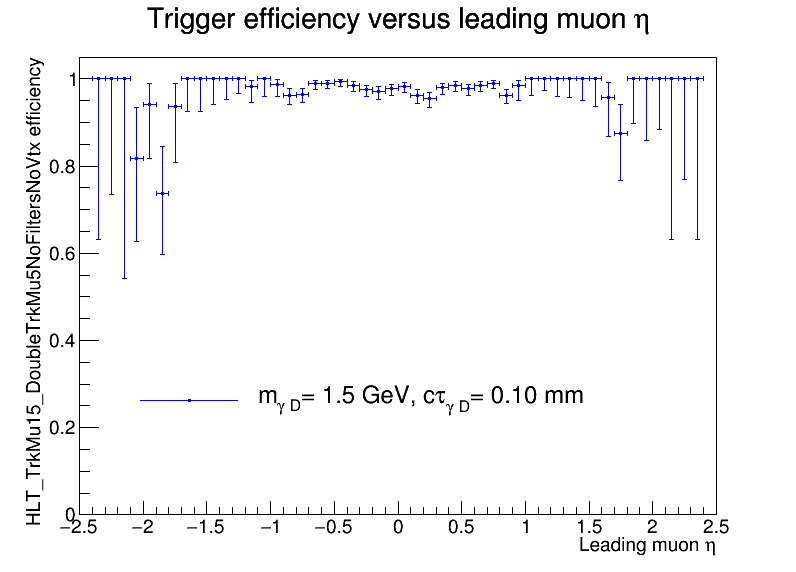 Trigger efficiency versus leading muon η
HLT_TrkMu15_DoubleTrkMu5NoFiltersNoVtx efficiency
1
0.8
0.6
0.4
0.2
0
m_γ D= 1.5 GeV, cτ_γ D= 0.10 mm
−2.5 −2 −1.5 −1 −0.5 0 0.5 1 1.5 2 2.5
Leading muon η